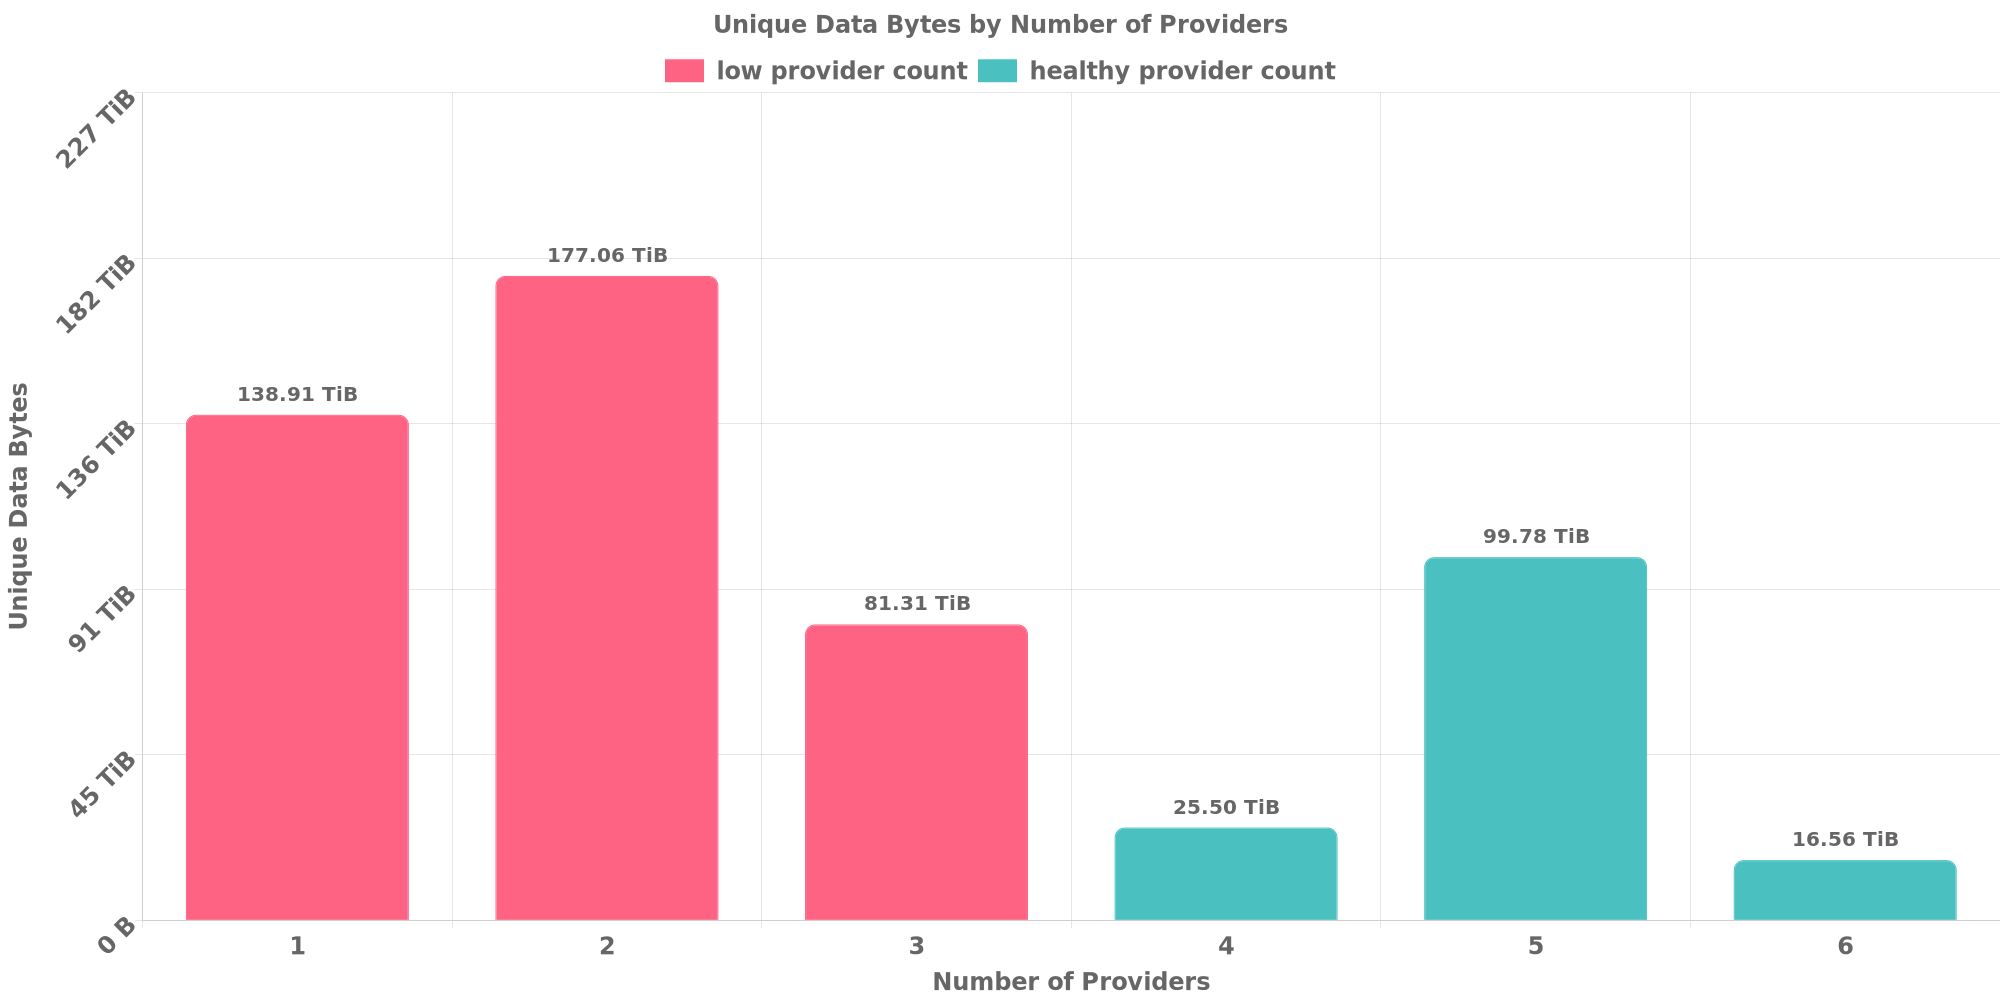 Unique Data Bytes by Number of Providers
low provider count healthy provider count
227 TiB
182 TiB
136 TiB
91 TiB
45 TiB
0 B
Unique Data Bytes
138.91 TiB
177.06 TiB
81.31 TiB
25.50 TiB
99.78 TiB
16.56 TiB
1 2 3 4 5 6
Number of Providers